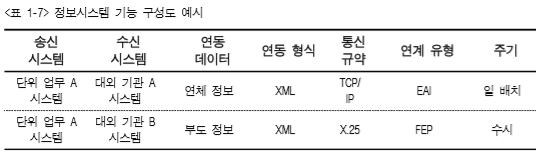 <표 1-7> 정보시스템 기능 구성도 예시
송신 시스템 수신 시스템 연동 데이터 연동 형식 통신 규약 연계 유형 주기
단위 업무 A 시스템 대외 기관 A 시스템 연체 정보 XML TCP/IP EAI 일 배치
단위 업무 A 시스템 대외 기관 B 시스템 부도 정보 XML X.25 FEP 수시